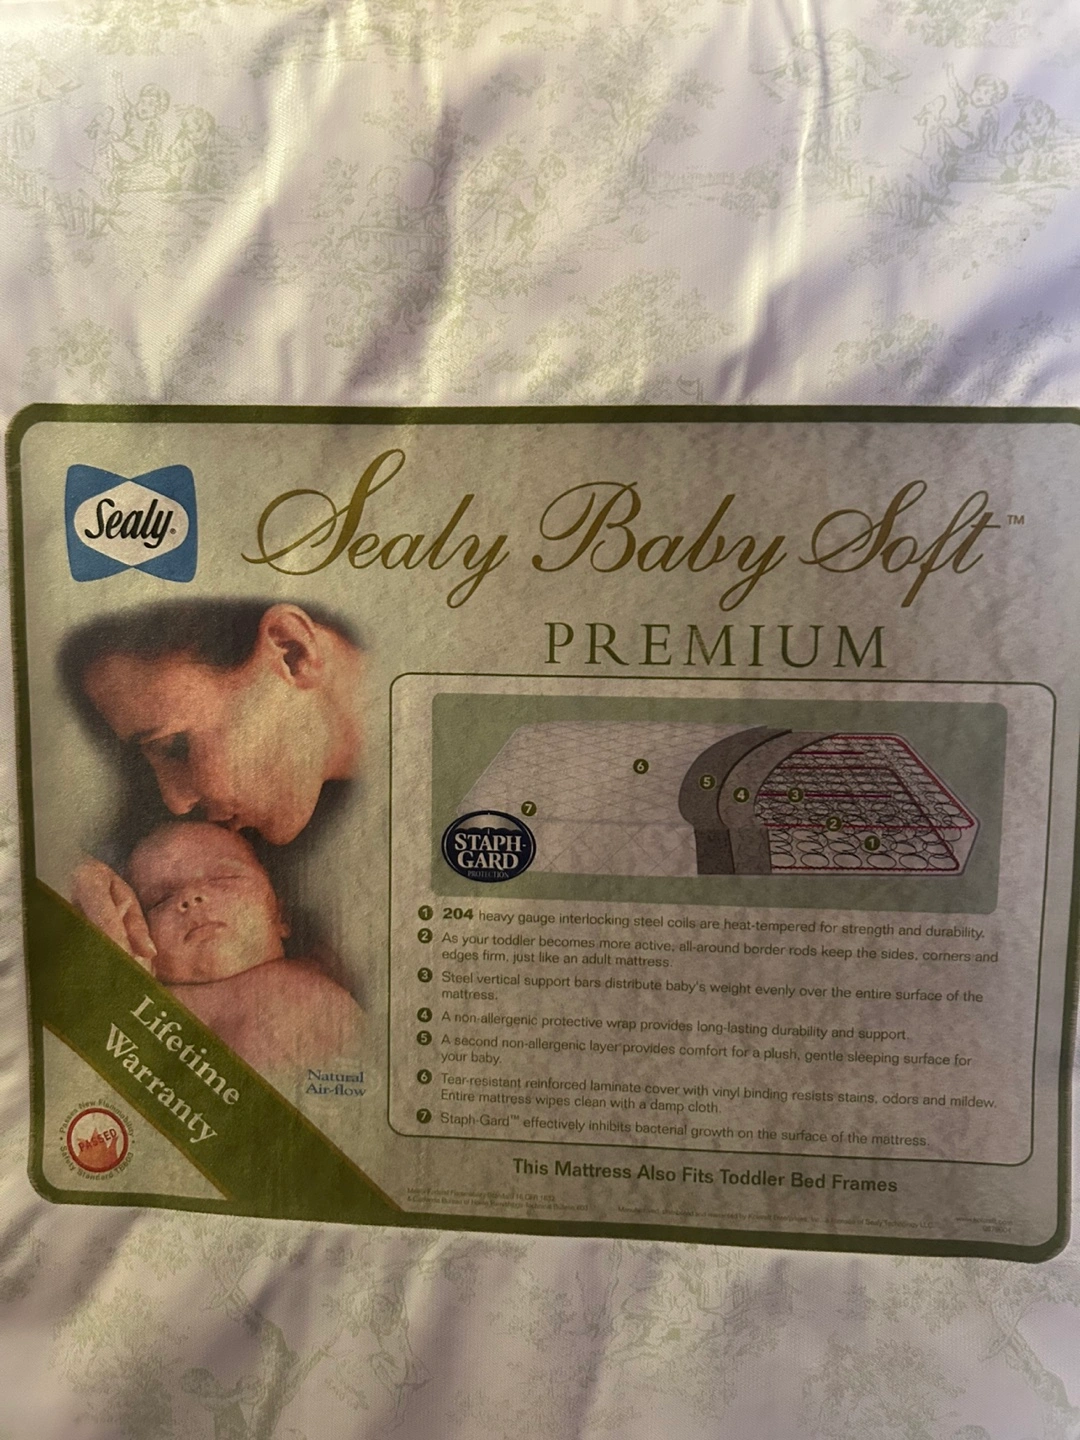 Sealy®
Sealy Baby Soft™
PREMIUM
6
5
4
3
2
1
7
STAPH-
GARD
PROTECTION
1 204 heavy gauge interlocking steel coils are heat-tempered for strength and durability.
2 As your toddler becomes more active, all-around border rods keep the sides, corners and
edges firm, just like an adult mattress.
3 Steel vertical support bars distribute baby's weight evenly over the entire surface of the
mattress.
4 A non-allergenic protective wrap provides long-lasting durability and support.
5 A second non-allergenic layer provides comfort for a plush, gentle sleeping surface for
your baby.
6 Tear-resistant reinforced laminate cover with vinyl binding resists stains, odors and mildew.
Entire mattress wipes clean with a damp cloth.
7 Staph-Gard™ effectively inhibits bacterial growth on the surface of the mattress.
Lifetime
Warranty
Natural
Air-flow
Passes New Flammability
PASSED
Safety Standard
This Mattress Also Fits Toddler Bed Frames